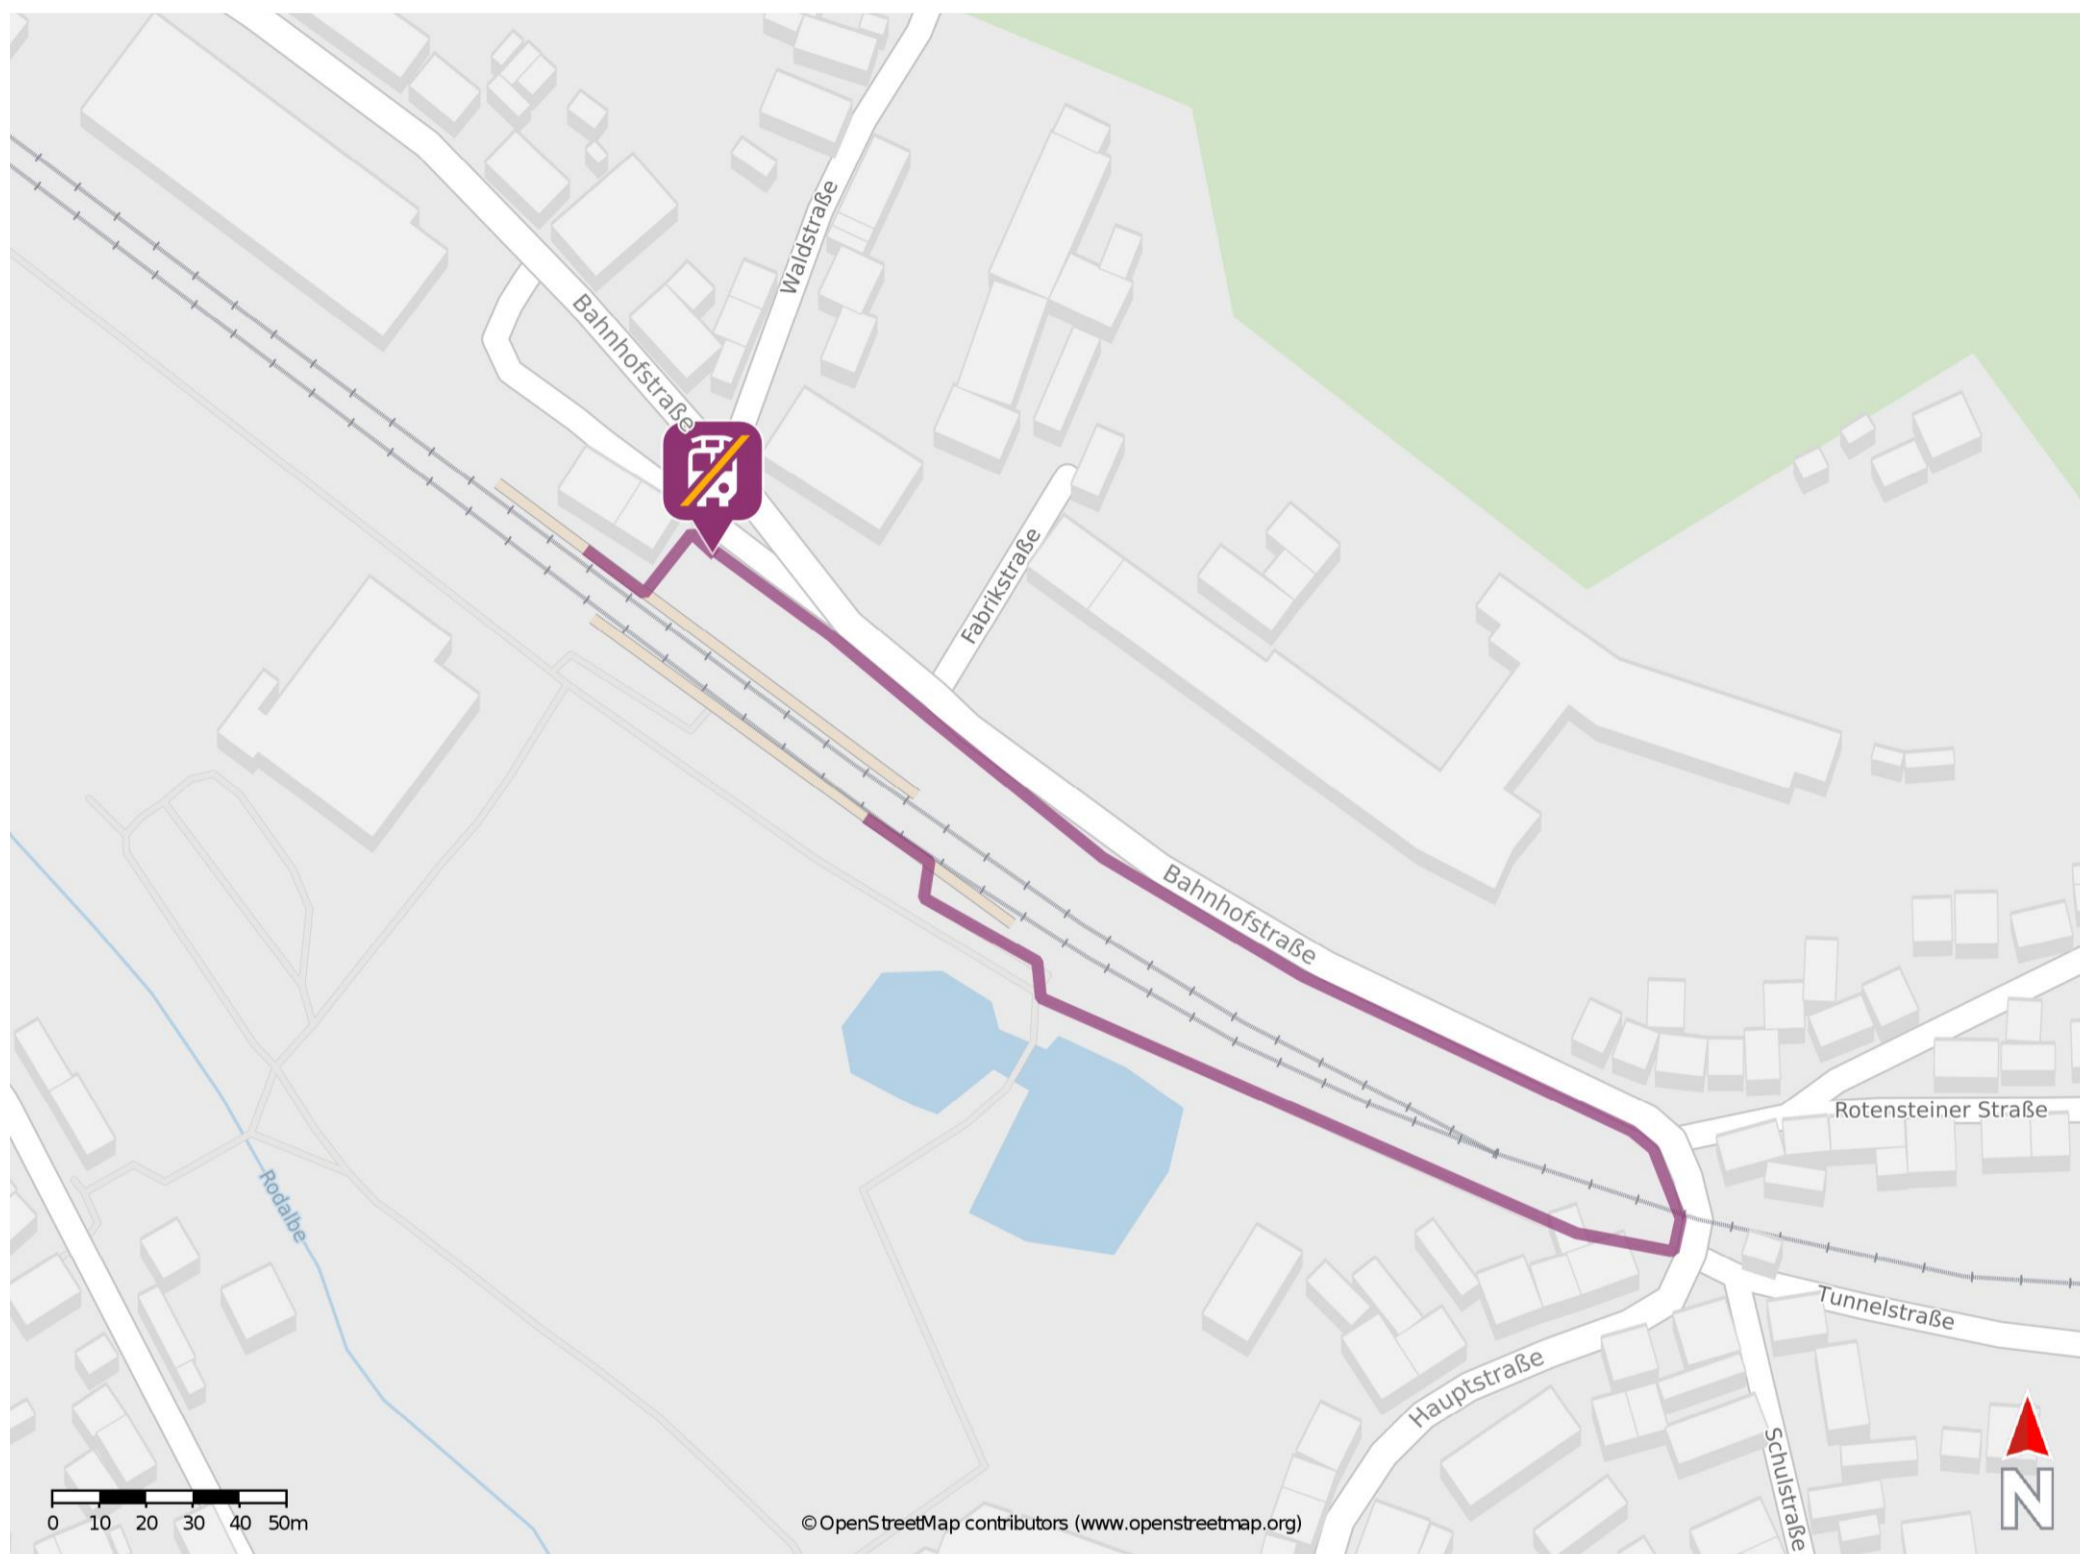 Waldstraße
Bahnhofstraße
Fabrikstraße
Bahnhofstraße
Rotensteiner Straße
Rodalbe
Tunnelstraße
Hauptstraße
Schulstraße
N
0 10 20 30 40 50m
© OpenStreetMap contributors (www.openstreetmap.org)